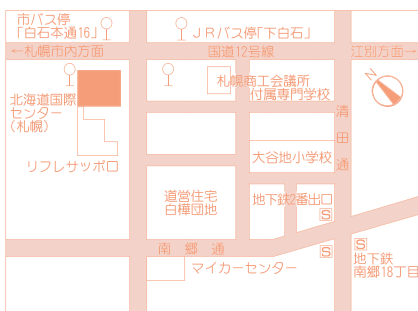 市バス停
「白石本通16」
JRバス停「下白石」
←札幌市内方面
国道12号線
江別方面→
N
札幌商工会議所
付属専門学校
北海道国際
センター
(札幌)
清田通
大谷地小学校
リフレサッポロ
道営住宅
白樺団地
地下鉄2番出口
S
南郷通
S
S
地下鉄
南郷18丁目
マイカーセンター